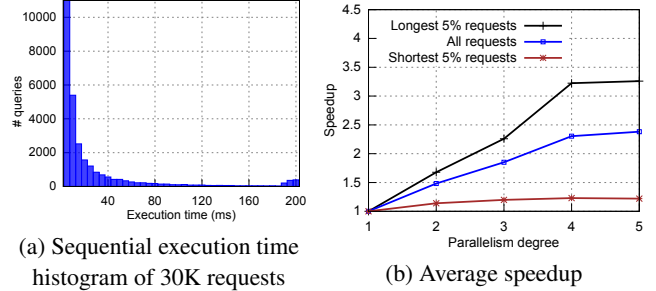 10000
8000
6000
4000
2000
0
# queries
40 80 120 160 200
Execution time (ms)
(a) Sequential execution time
histogram of 30K requests
4.5
4
3.5
3
2.5
2
1.5
1
Speedup
Longest 5% requests
All requests
Shortest 5% requests
1 2 3 4 5
Parallelism degree
(b) Average speedup